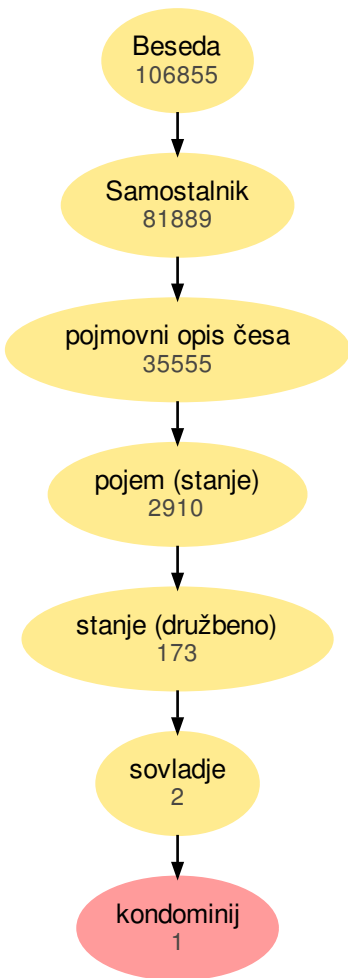 Beseda
106855
Samostalnik
81889
pojmovni opis česa
35555
pojem (stanje)
2910
stanje (družbeno)
173
sovladje
2
kondominij
1